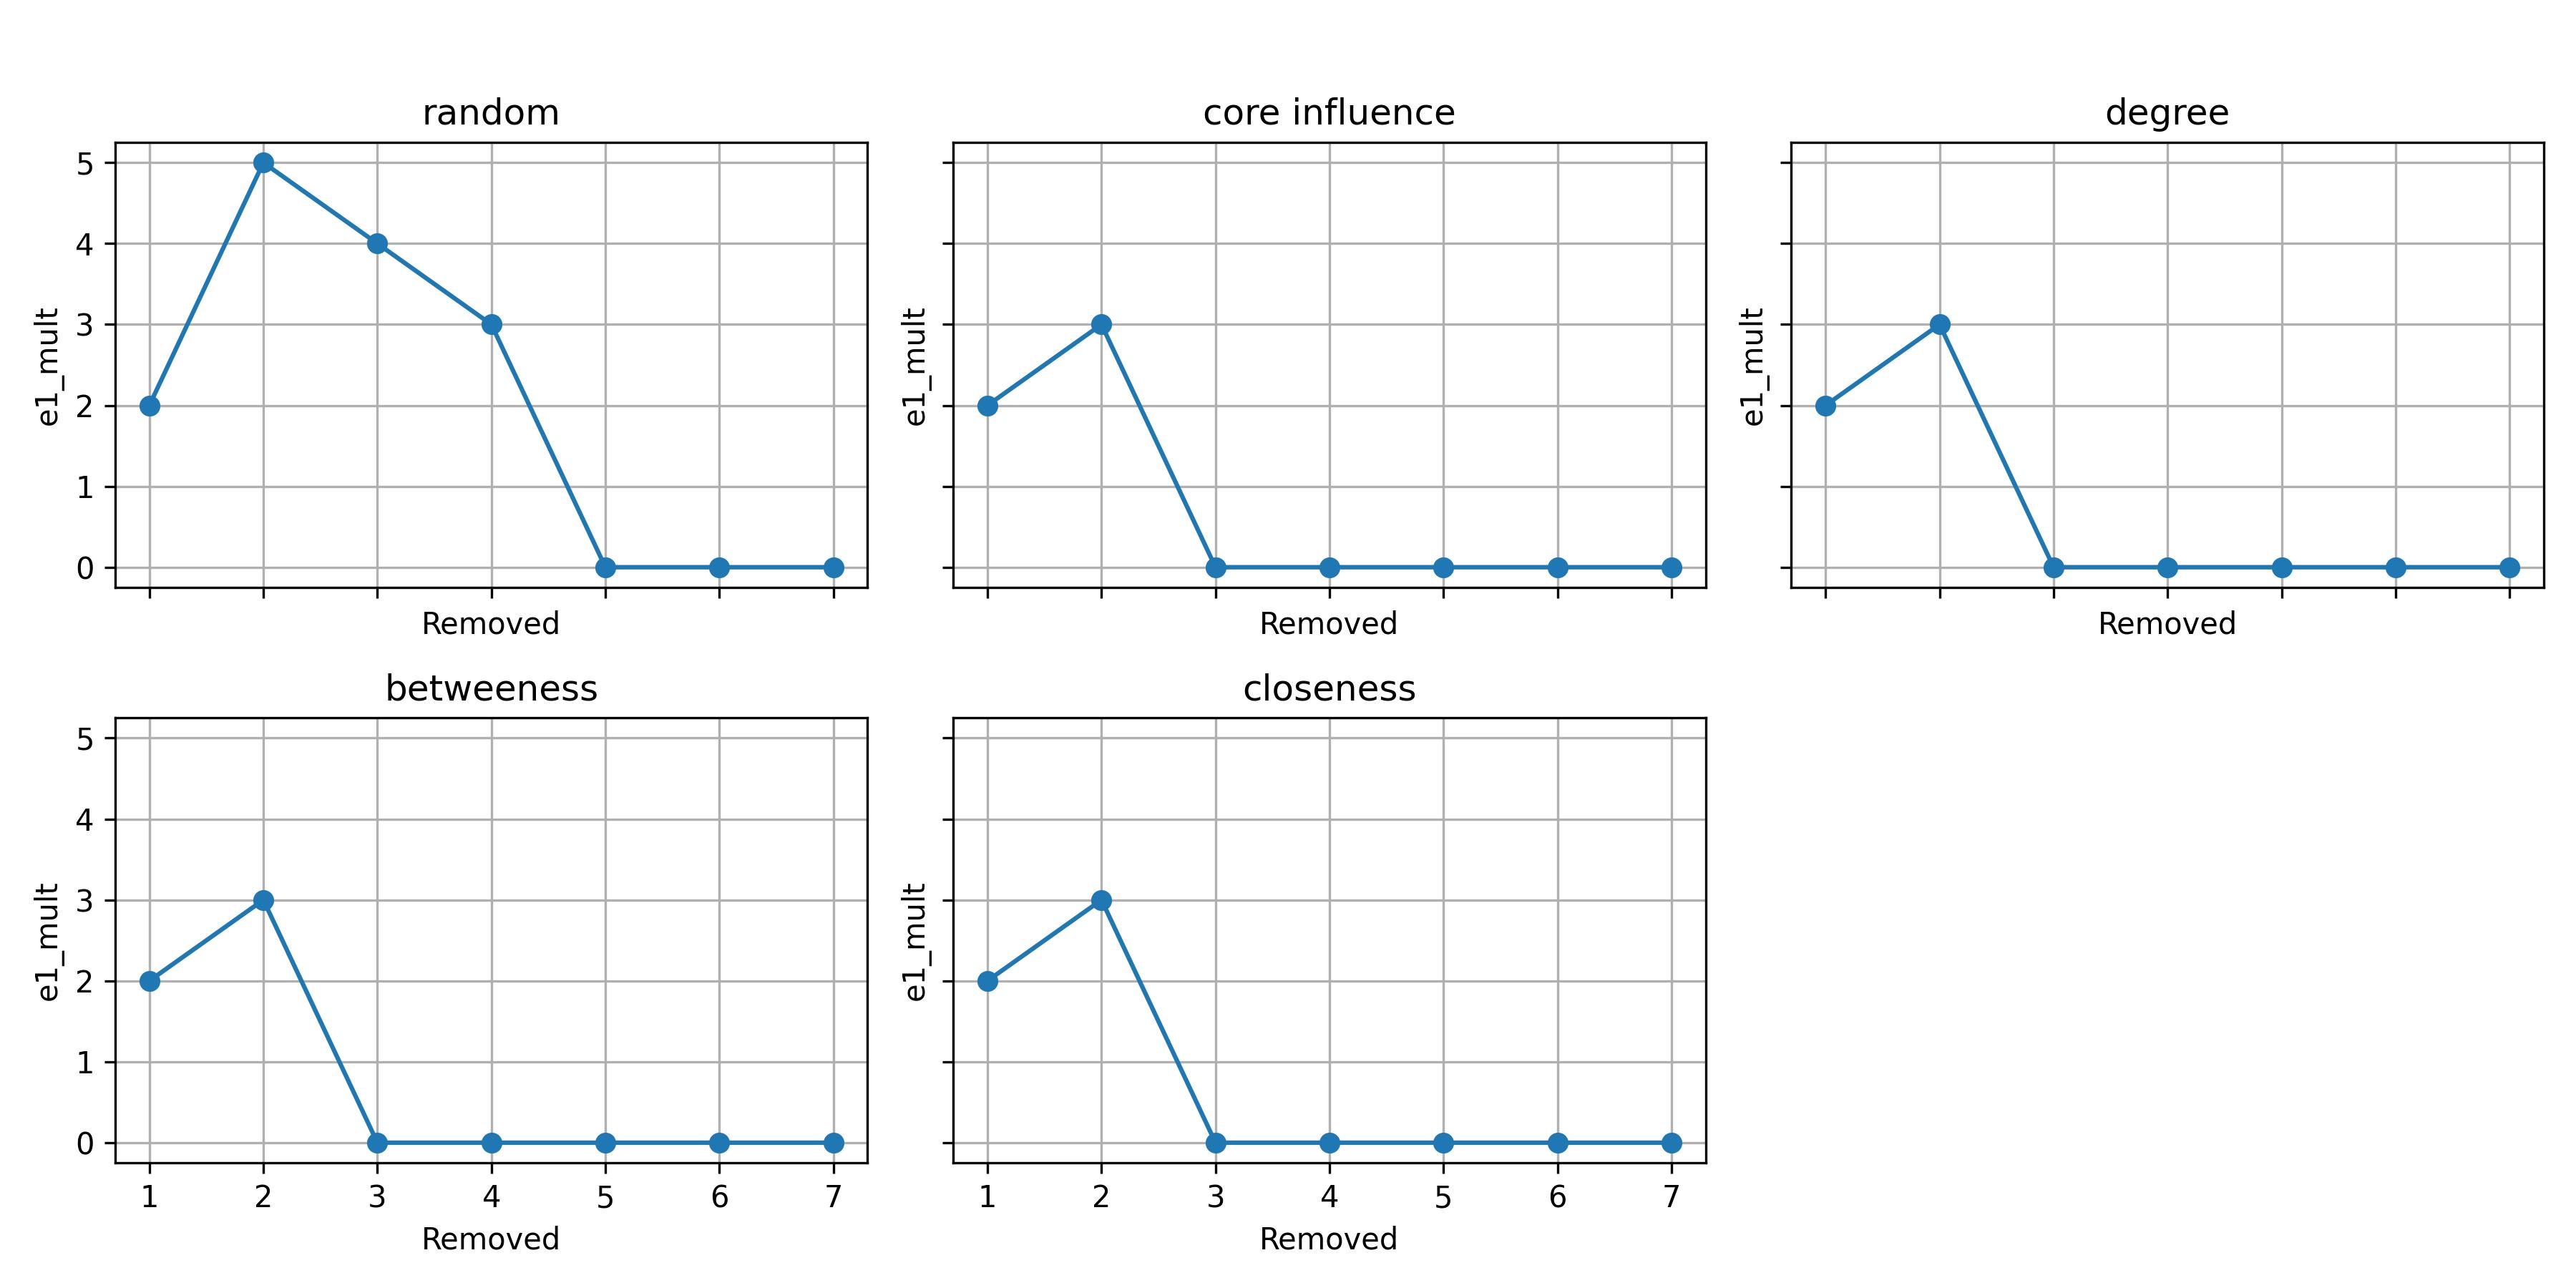 random
5
4
3
2
1
0
e1_mult
Removed
core influence
e1_mult
Removed
degree
e1_mult
Removed
betweeness
5
4
3
2
1
0
e1_mult
1 2 3 4 5 6 7
Removed
closeness
e1_mult
1 2 3 4 5 6 7
Removed